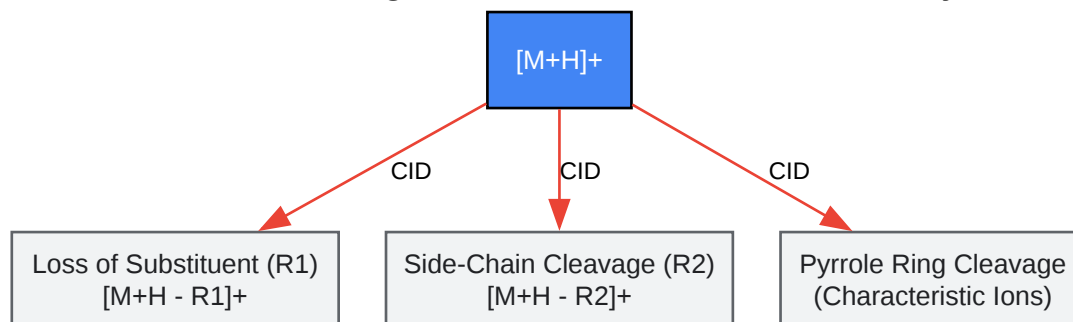 [M+H]+
CID
CID
CID
Loss of Substituent (R1)
[M+H - R1]+
Side-Chain Cleavage (R2)
[M+H - R2]+
Pyrrole Ring Cleavage
(Characteristic Ions)